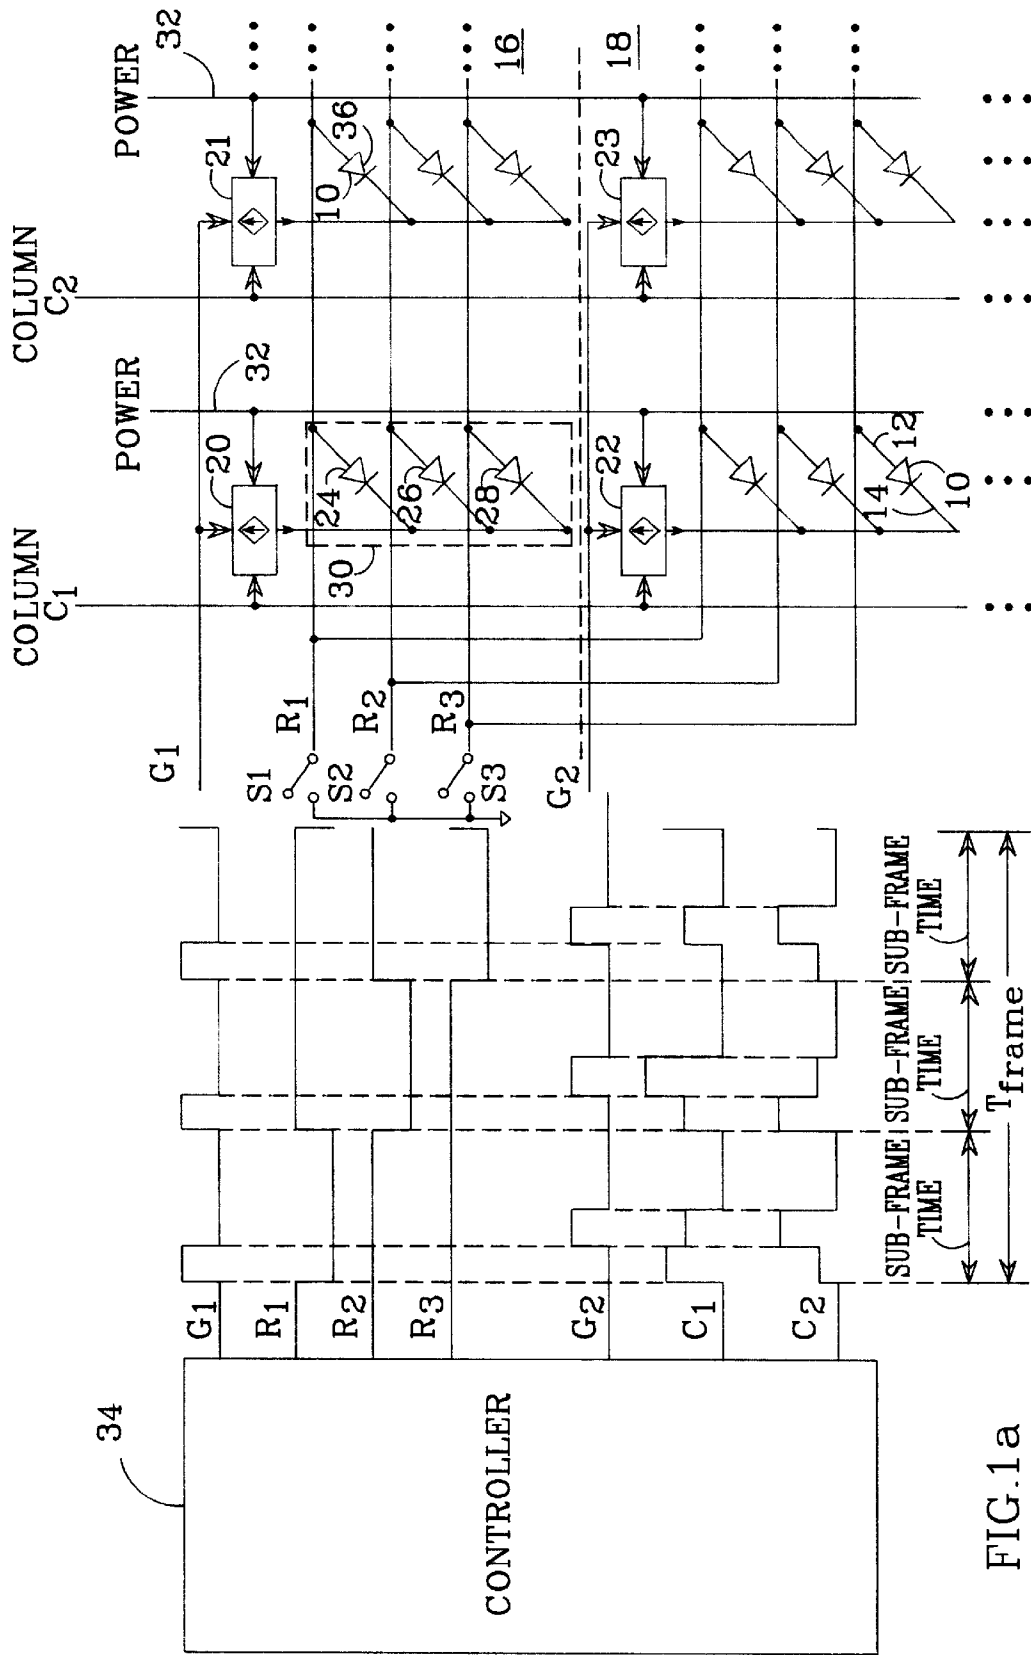 34
CONTROLLER
G1
R1
R2
R3
G2
C1
C2
SUB-FRAME TIME
SUB-FRAME TIME
SUB-FRAME TIME
Tframe
G1
S1
R1
S2
R2
S3
R3
G2
COLUMN
C1
POWER
32
COLUMN
C2
POWER
32
20
21
24
26
28
30
10
36
16
18
22
23
12
14
10
FIG.1a